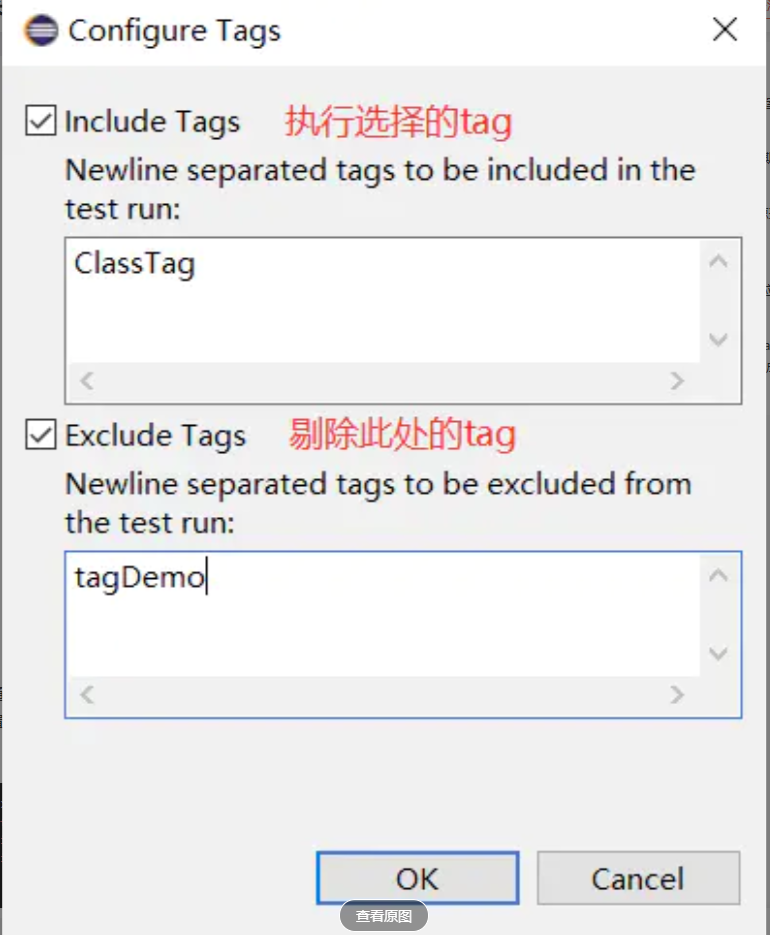 Configure Tags
Include Tags 执行选择的tag
Newline separated tags to be included in the
test run:
ClassTag
Exclude Tags 剔除此处的tag
Newline separated tags to be excluded from
the test run:
tagDemo
OK Cancel
查看原图